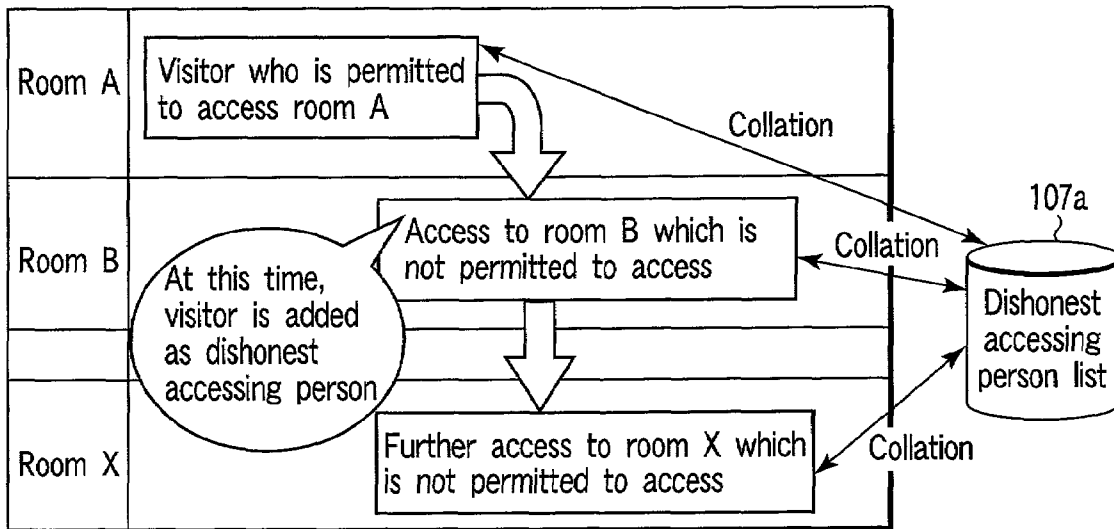 Room A
Visitor who is permitted
to access room A
Collation
107a
Room B
Access to room B which is
not permitted to access
Collation
At this time,
visitor is added
as dishonest
accessing person
Dishonest
accessing
person list
Room X
Further access to room X which
is not permitted to access
Collation